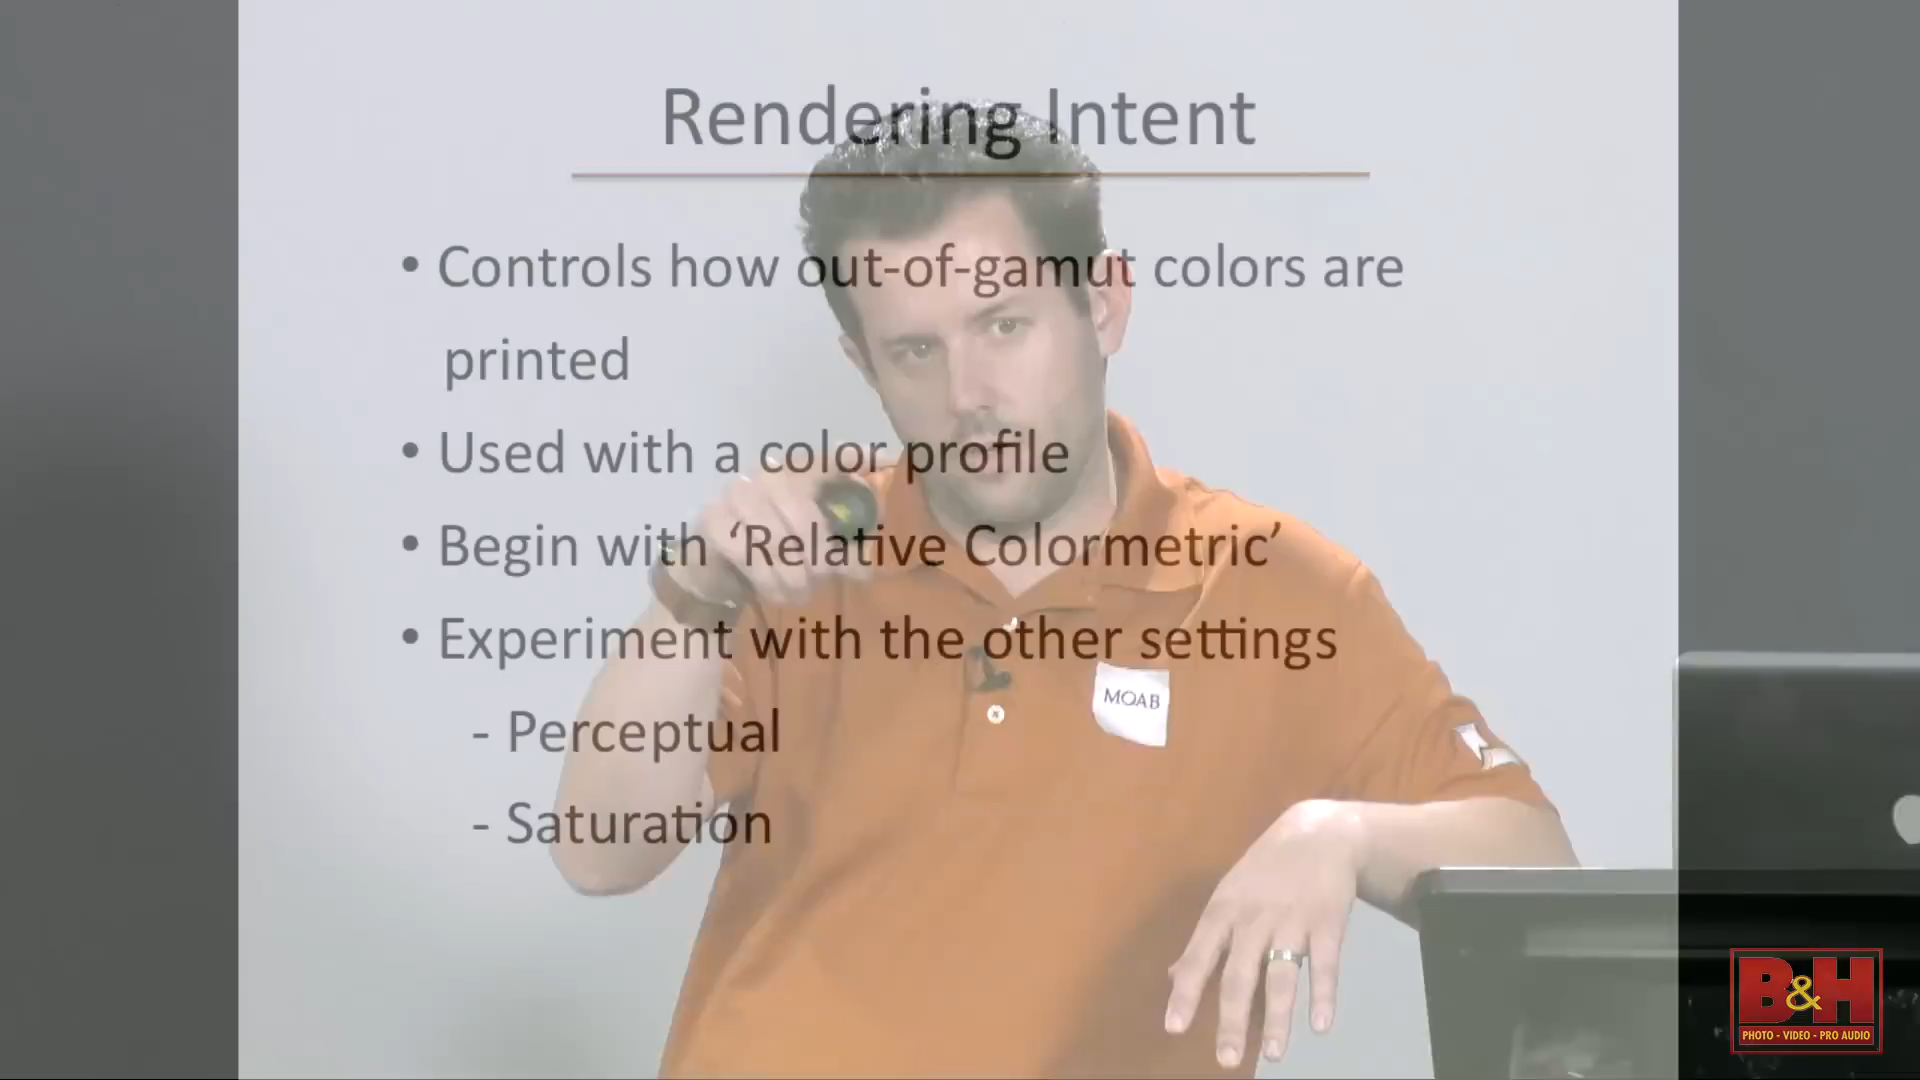 Rendering Intent
• Controls how out-of-gamut colors are
printed
• Used with a color profile
• Begin with ‘Relative Colormetric’
• Experiment with the other settings
- Perceptual
- Saturation
MOAB
B&H
PHOTO - VIDEO - PRO AUDIO